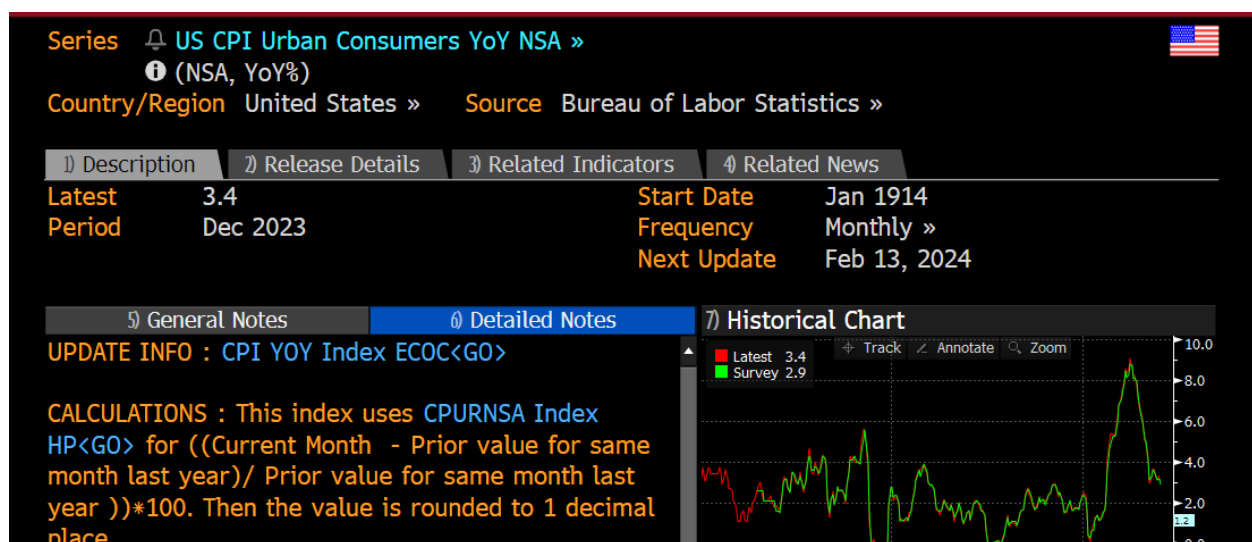 Series US CPI Urban Consumers YoY NSA »
(NSA, YoY%)
Country/Region United States » Source Bureau of Labor Statistics »
1) Description 2) Release Details 3) Related Indicators 4) Related News
Latest 3.4 Start Date Jan 1914
Period Dec 2023 Frequency Monthly »
Next Update Feb 13, 2024
5) General Notes 6) Detailed Notes 7) Historical Chart
UPDATE INFO : CPI YOY Index ECOC<GO>
CALCULATIONS : This index uses CPURNSA Index
HP<GO> for ((Current Month - Prior value for same
month last year)/ Prior value for same month last
year ))*100. Then the value is rounded to 1 decimal
place
Track Annotate Zoom
Latest 3.4
Survey 2.9
10.0
8.0
6.0
4.0
2.0
1.2
0.0